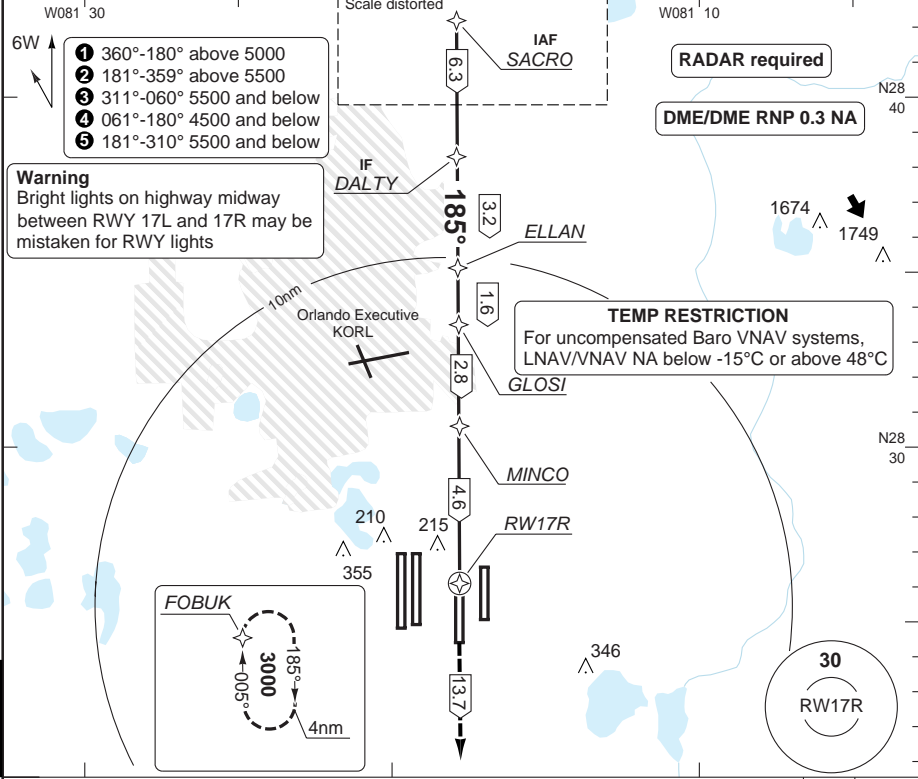 W081 30
Scale distorted
W081 10
6W
❶ 360°-180° above 5000
❷ 181°-359° above 5500
❸ 311°-060° 5500 and below
❹ 061°-180° 4500 and below
❺ 181°-310° 5500 and below
IAF
SACRO
6.3
RADAR required
N28
40
DME/DME RNP 0.3 NA
Warning
Bright lights on highway midway
between RWY 17L and 17R may be
mistaken for RWY lights
IF
DALTY
185°
3.2
ELLAN
1674
1749
10nm
1.6
Orlando Executive
KORL
TEMP RESTRICTION
For uncompensated Baro VNAV systems,
LNAV/VNAV NA below -15°C or above 48°C
2.8
GLOSI
N28
30
MINCO
4.6
210
215
RW17R
355
FOBUK
185°
3000
005°
4nm
346
13.7
30
RW17R